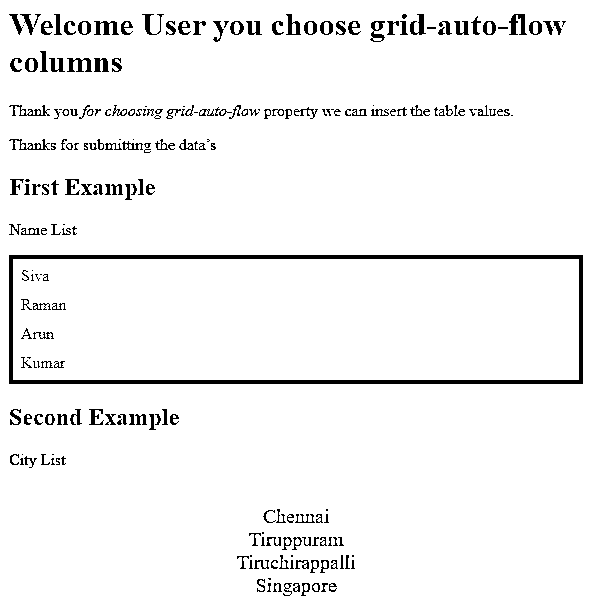 Welcome User you choose grid-auto-flow
columns
Thank you for choosing grid-auto-flow property we can insert the table values.
Thanks for submitting the data's
First Example
Name List
Siva
Raman
Arun
Kumar
Second Example
City List
Chennai
Tiruppuram
Tiruchirappalli
Singapore